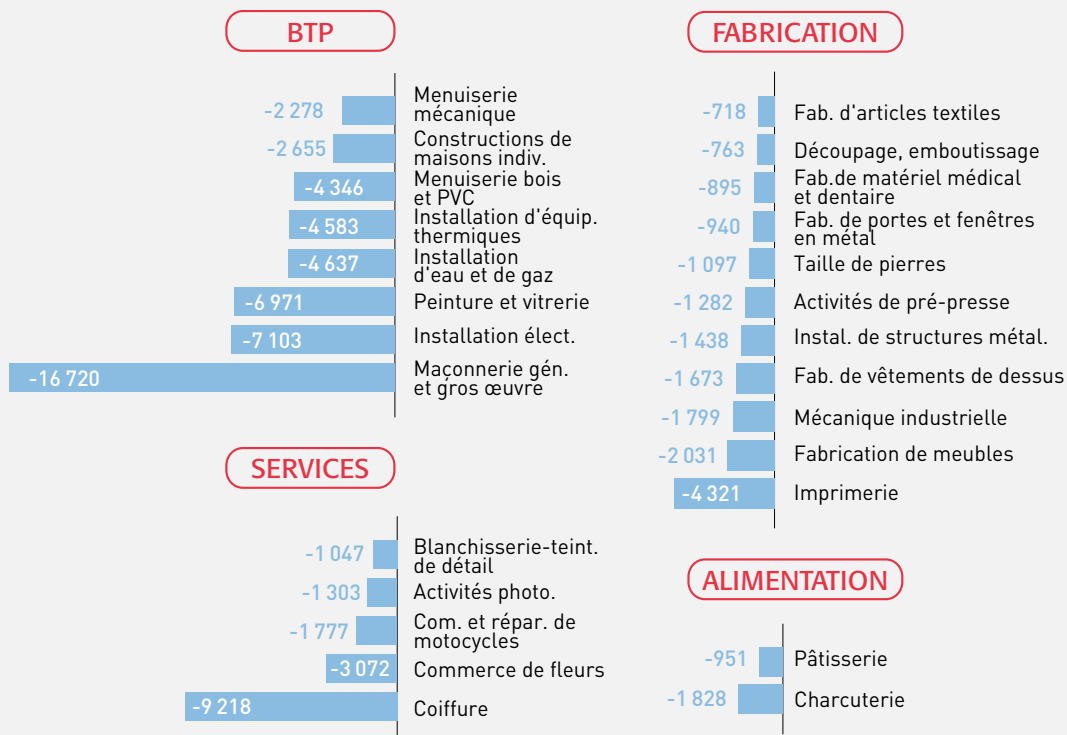 BTP
-2 278
Menuiserie
mécanique
-2 655
Constructions de
maisons indiv.
-4 346
Menuiserie bois
et PVC
-4 583
Installation d'équip.
thermiques
-4 637
Installation
d'eau et de gaz
-6 971
Peinture et vitrerie
-7 103
Installation élect.
-16 720
Maçonnerie gén.
et gros œuvre
SERVICES
-1 047
Blanchisserie-teint.
de détail
-1 303
Activités photo.
-1 777
Com. et répar. de
motocycles
-3 072
Commerce de fleurs
-9 218
Coiffure
FABRICATION
-718
Fab. d'articles textiles
-763
Découpage, emboutissage
-895
Fab.de matériel médical
et dentaire
-940
Fab. de portes et fenêtres
en métal
-1 097
Taille de pierres
-1 282
Activités de pré-presse
-1 438
Instal. de structures métal.
-1 673
Fab. de vêtements de dessus
-1 799
Mécanique industrielle
-2 031
Fabrication de meubles
-4 321
Imprimerie
ALIMENTATION
-951
Pâtisserie
-1 828
Charcuterie